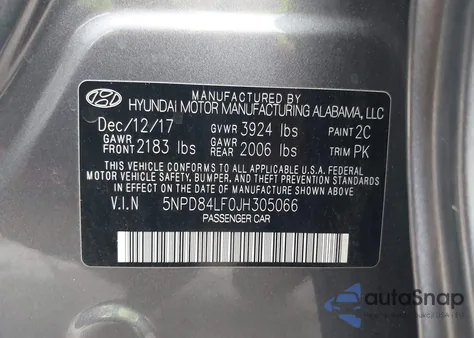 MANUFACTURED BY
HYUNDAI MOTOR MANUFACTURING ALABAMA, LLC
Dec/12/17 GVWR 3924 lbs PAINT 2C
GAWR FRONT 2183 lbs GAWR REAR 2006 lbs TRIM PK
THIS VEHICLE CONFORMS TO ALL APPLICABLE U.S.A. FEDERAL
MOTOR VEHICLE SAFETY, BUMPER, AND THEFT PREVENTION
STANDARDS IN EFFECT ON THE DATE OF MANUFACTURE
SHOWN ABOVE.
V.I.N 5NPD84LF0JH305066
PASSENGER CAR
autoSnap